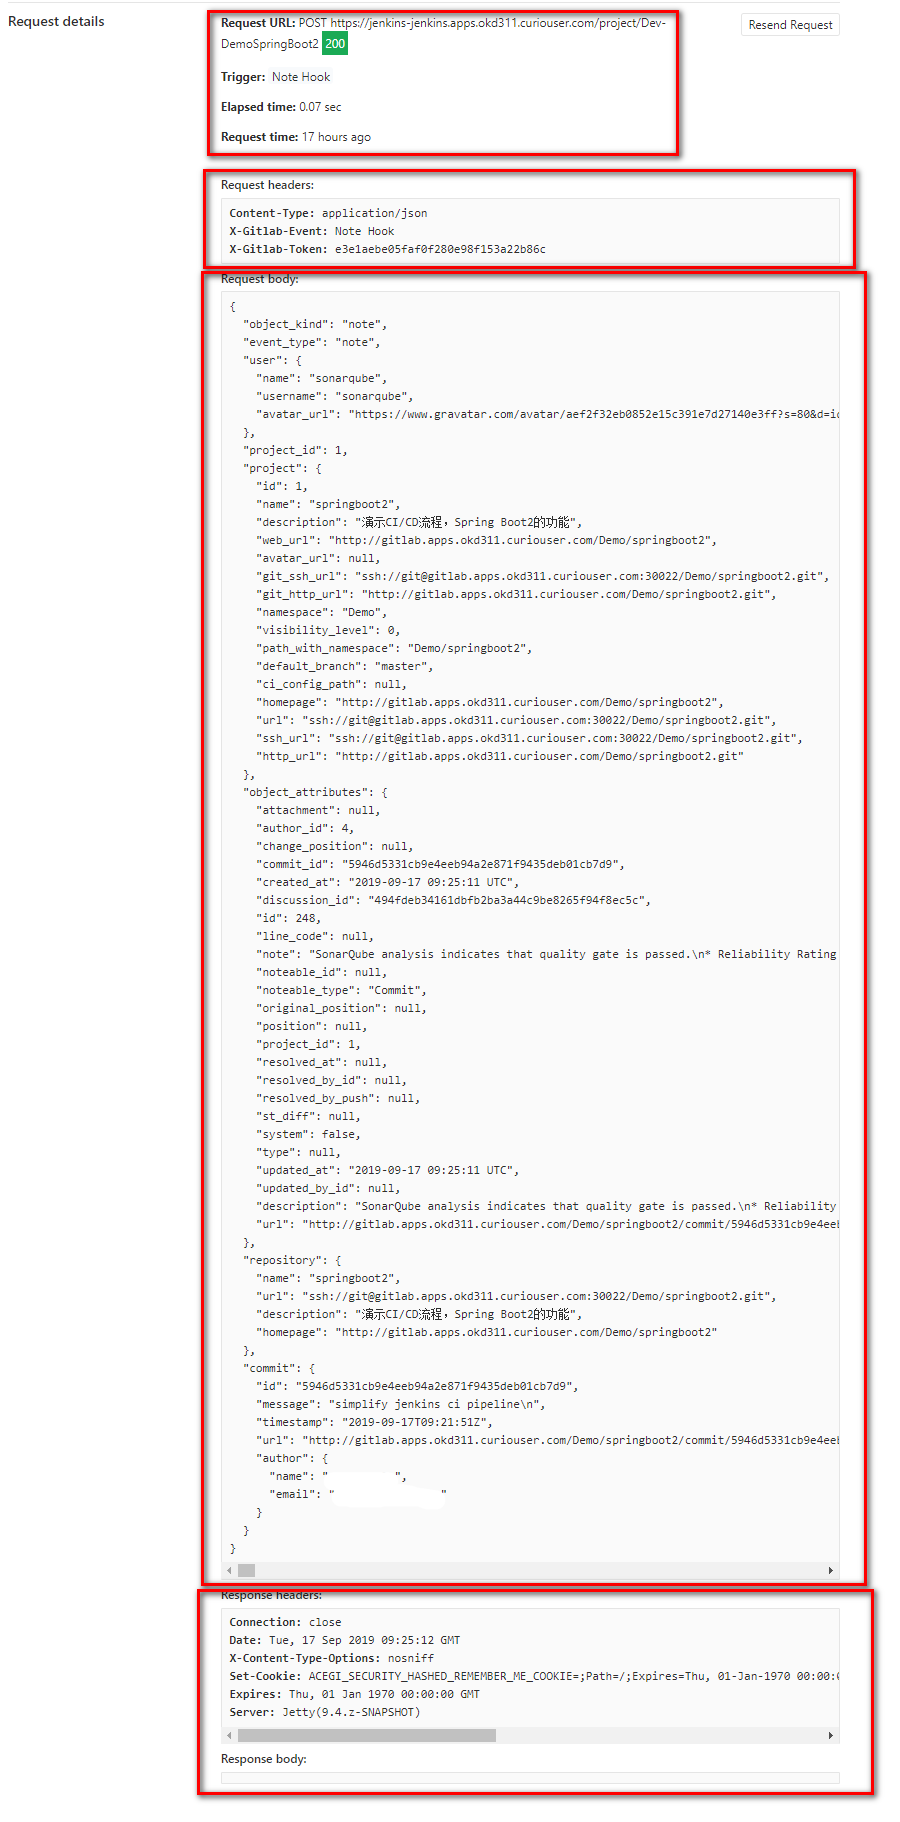 Request details
Request URL: POST https://jenkins-jenkins.apps.okd311.curiouser.com/project/Dev-
DemoSpringBoot2 200
Resend Request
Trigger: Note Hook
Elapsed time: 0.07 sec
Request time: 17 hours ago
Request headers:
Content-Type: application/json
X-Gitlab-Event: Note Hook
X-Gitlab-Token: e3e1aebe05faf0f280e98f153a22b86c
Request body:
{
"object_kind": "note",
"event_type": "note",
"user": {
"name": "sonarqube",
"username": "sonarqube",
"avatar_url": "https://www.gravatar.com/avatar/aef2f32eb0852e15c391e7d27140e3ff?s=80&d=ic
},
"project_id": 1,
"project": {
"id": 1,
"name": "springboot2",
"description": "演示CI/CD流程，Spring Boot2的功能",
"web_url": "http://gitlab.apps.okd311.curiouser.com/Demo/springboot2",
"avatar_url": null,
"git_ssh_url": "ssh://git@gitlab.apps.okd311.curiouser.com:30022/Demo/springboot2.git",
"git_http_url": "http://gitlab.apps.okd311.curiouser.com/Demo/springboot2.git",
"namespace": "Demo",
"visibility_level": 0,
"path_with_namespace": "Demo/springboot2",
"default_branch": "master",
"ci_config_path": null,
"homepage": "http://gitlab.apps.okd311.curiouser.com/Demo/springboot2",
"url": "ssh://git@gitlab.apps.okd311.curiouser.com:30022/Demo/springboot2.git",
"ssh_url": "ssh://git@gitlab.apps.okd311.curiouser.com:30022/Demo/springboot2.git",
"http_url": "http://gitlab.apps.okd311.curiouser.com/Demo/springboot2.git"
},
"object_attributes": {
"attachment": null,
"author_id": 4,
"change_position": null,
"commit_id": "5946d5331cb9e4eeb94a2e871f9435deb01cb7d9",
"created_at": "2019-09-17 09:25:11 UTC",
"discussion_id": "494fdeb34161dbfb2ba3a44c9be8265f94f8ec5c",
"id": 248,
"line_code": null,
"note": "SonarQube analysis indicates that quality gate is passed.\n* Reliability Rating
"noteable_id": null,
"noteable_type": "Commit",
"original_position": null,
"position": null,
"project_id": 1,
"resolved_at": null,
"resolved_by_id": null,
"resolved_by_push": null,
"st_diff": null,
"system": false,
"type": null,
"updated_at": "2019-09-17 09:25:11 UTC",
"updated_by_id": null,
"description": "SonarQube analysis indicates that quality gate is passed.\n* Reliability
"url": "http://gitlab.apps.okd311.curiouser.com/Demo/springboot2/commit/5946d5331cb9e4eeb
},
"repository": {
"name": "springboot2",
"url": "ssh://git@gitlab.apps.okd311.curiouser.com:30022/Demo/springboot2.git",
"description": "演示CI/CD流程，Spring Boot2的功能",
"homepage": "http://gitlab.apps.okd311.curiouser.com/Demo/springboot2"
},
"commit": {
"id": "5946d5331cb9e4eeb94a2e871f9435deb01cb7d9",
"message": "simplify jenkins ci pipeline\n",
"timestamp": "2019-09-17T09:21:51Z",
"url": "http://gitlab.apps.okd311.curiouser.com/Demo/springboot2/commit/5946d5331cb9e4eeb
"author": {
"name": "          ",
"email": "                "
}
}
}
Response headers:
Connection: close
Date: Tue, 17 Sep 2019 09:25:12 GMT
X-Content-Type-Options: nosniff
Set-Cookie: ACEGI_SECURITY_HASHED_REMEMBER_ME_COOKIE=;Path=/;Expires=Thu, 01-Jan-1970 00:00:0
Expires: Thu, 01 Jan 1970 00:00:00 GMT
Server: Jetty(9.4.z-SNAPSHOT)
Response body: